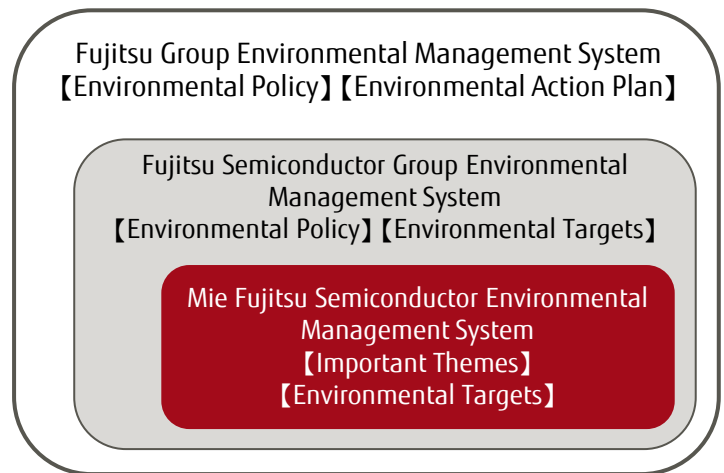 Fujitsu Group Environmental Management System
【Environmental Policy】【Environmental Action Plan】
Fujitsu Semiconductor Group Environmental
Management System
【Environmental Policy】【Environmental Targets】
Mie Fujitsu Semiconductor Environmental
Management System
【Important Themes】
【Environmental Targets】